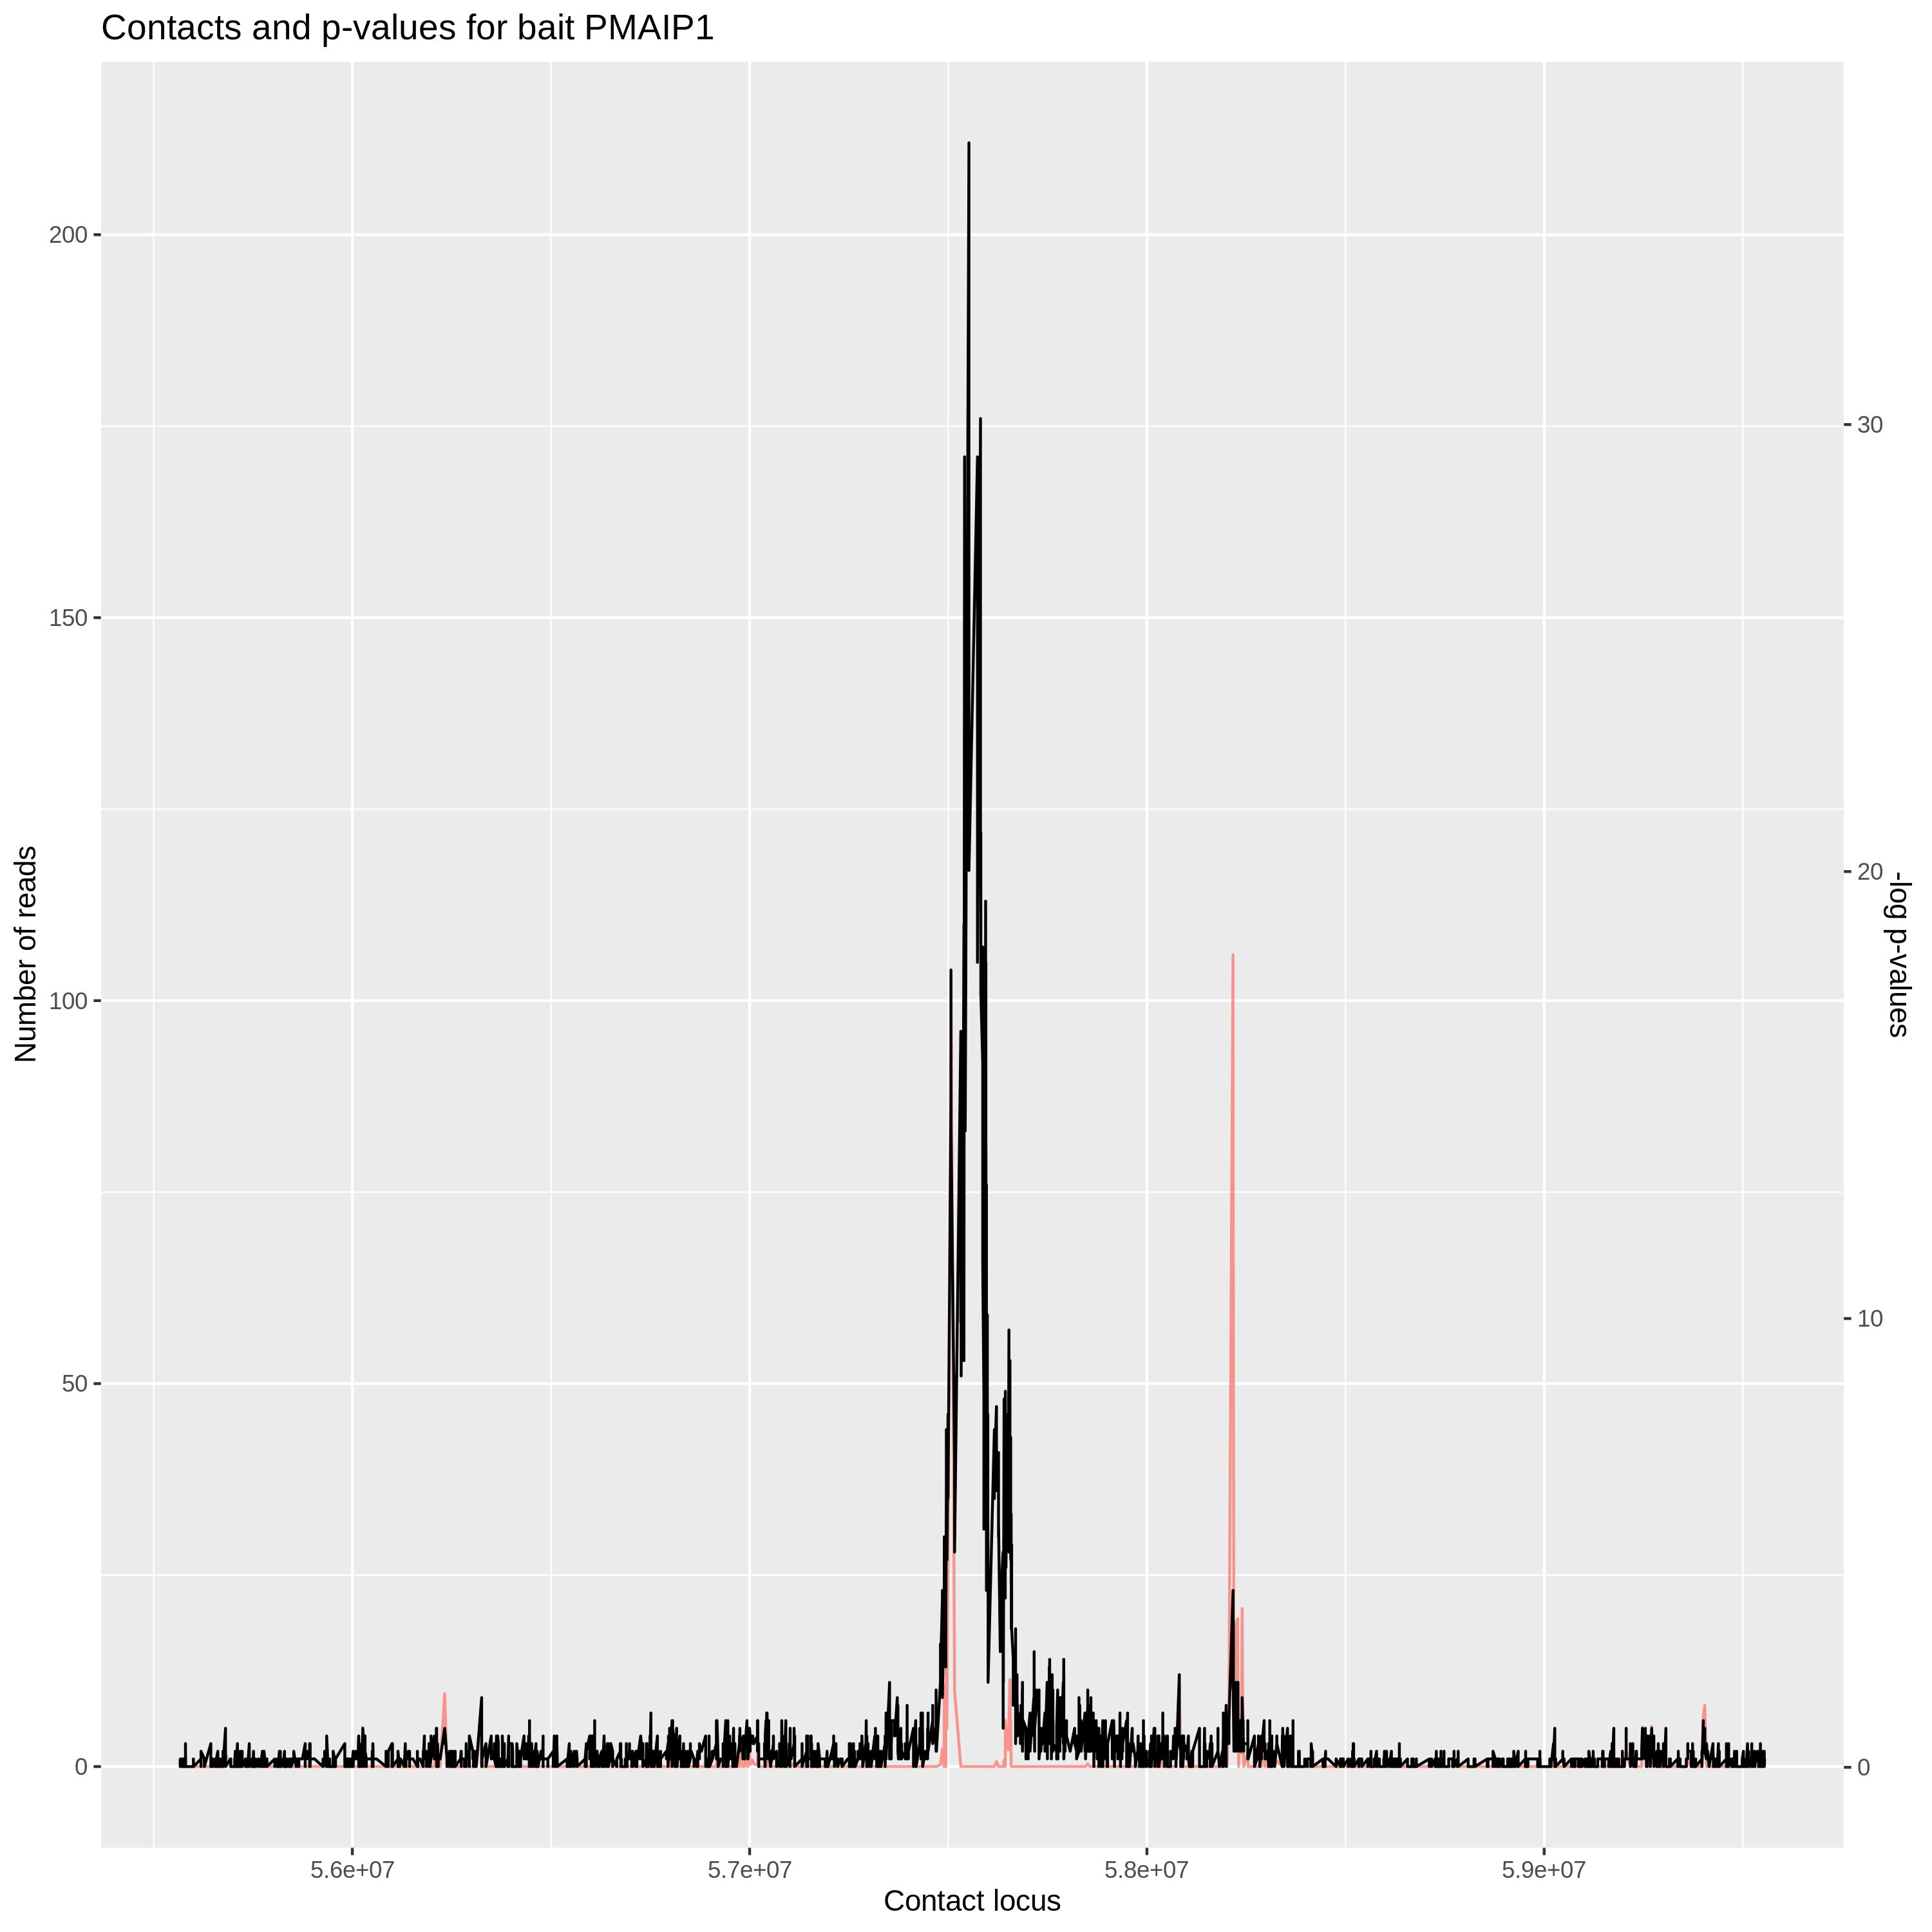 Contacts and p-values for bait PMAIP1
200
150
100
50
0
Number of reads
30
20
10
0
-log p-values
5.6e+07
5.7e+07
5.8e+07
5.9e+07
Contact locus